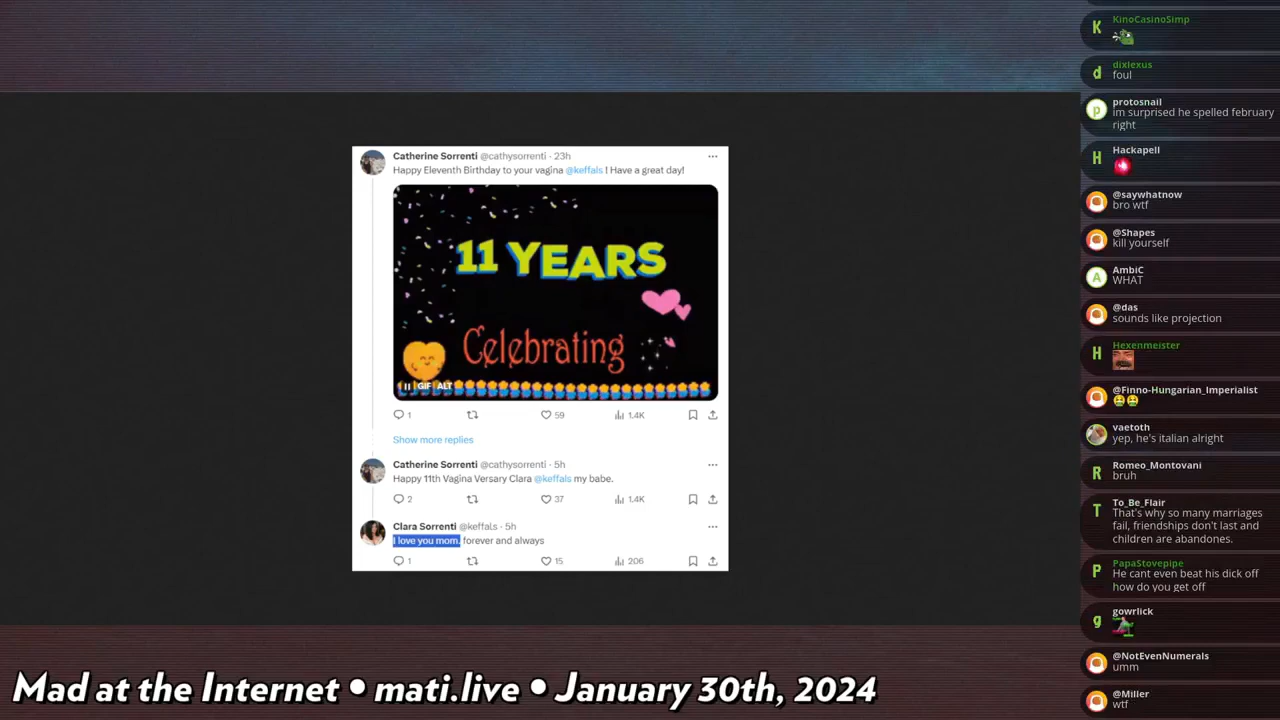 Catherine Sorrenti @cathysorrenti · 23h
Happy Eleventh Birthday to your vagina @keffals ! Have a great day!
11 YEARS
Celebrating
GIF ALT
1 59 1.4K
Show more replies
Catherine Sorrenti @cathysorrenti · 5h
Happy 11th Vagina Versary Clara @keffals my babe.
2 37 1.4K
Clara Sorrenti @keffals · 5h
I love you mom. forever and always
1 15 206
K KinoCasinoSimp
d dixlexus
foul
p protosnail
im surprised he spelled february
right
H Hackapell
@saywhatnow
bro wtf
@Shapes
kill yourself
A AmbiC
WHAT
@das
sounds like projection
H Hexenmeister
@Finno-Hungarian_Imperialist
vaetoth
yep, he's italian alright
R Romeo_Montovani
bruh
T To_Be_Flair
That's why so many marriages
fail, friendships don't last and
children are abandones.
P PapaStovepipe
He cant even beat his dick off
how do you get off
g gowrlick
@NotEvenNumerals
umm
@Miller
wtf
Mad at the Internet • mati.live • January 30th, 2024